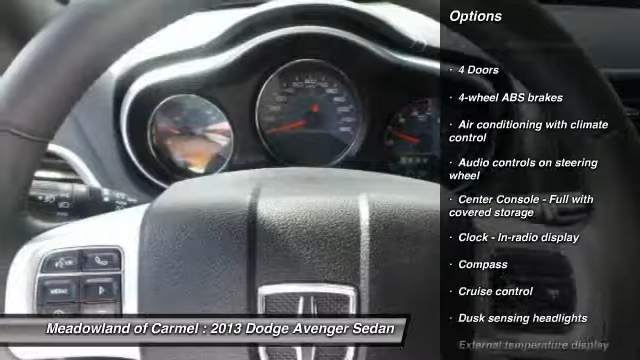 Options
· 4 Doors
· 4-wheel ABS brakes
· Air conditioning with climate
control
· Audio controls on steering
wheel
· Center Console - Full with
covered storage
· Clock - In-radio display
· Compass
· Cruise control
· Dusk sensing headlights
· External temperature display
MENU
Meadowland of Carmel : 2013 Dodge Avenger Sedan